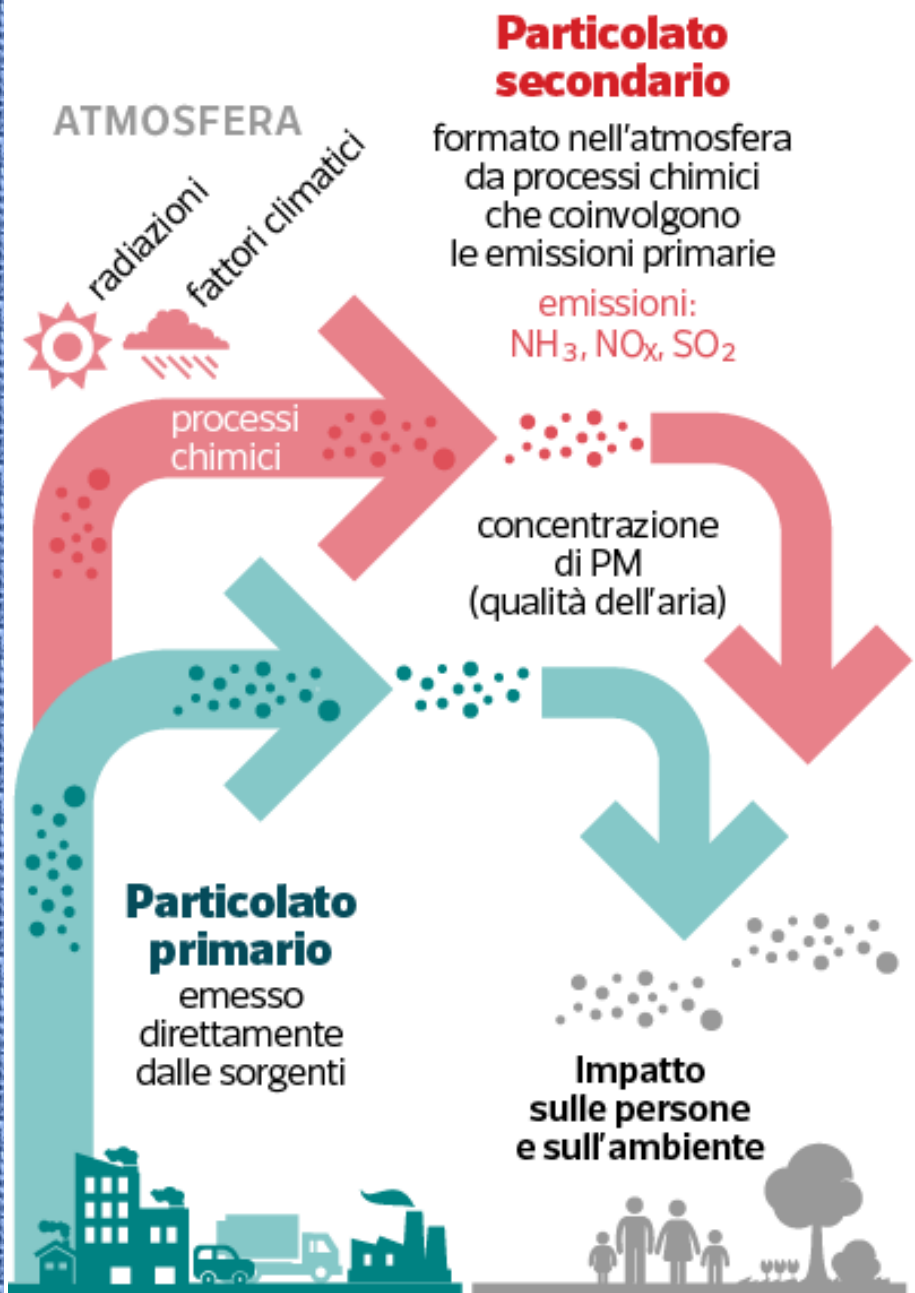 Particolato
secondario
ATMOSFERA
formato nell'atmosfera
da processi chimici
che coinvolgono
le emissioni primarie
radiazioni
fattori climatici
emissioni:
NH₃, NOₓ, SO₂
processi
chimici
concentrazione
di PM
(qualità dell'aria)
Particolato
primario
emesso
direttamente
dalle sorgenti
Impatto
sulle persone
e sull'ambiente